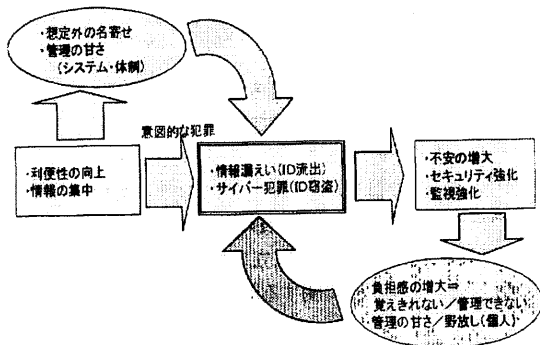 ・想定外の名寄せ
・管理の甘さ
(システム・体制)
意図的な犯罪
・利便性の向上
・情報の集中
・情報漏えい(ID流出)
・サイバー犯罪(ID窃盗)
・不安の増大
・セキュリティ強化
・監視強化
・負担感の増大⇒
覚えきれない/管理できない
・管理の甘さ/野放し(個人)